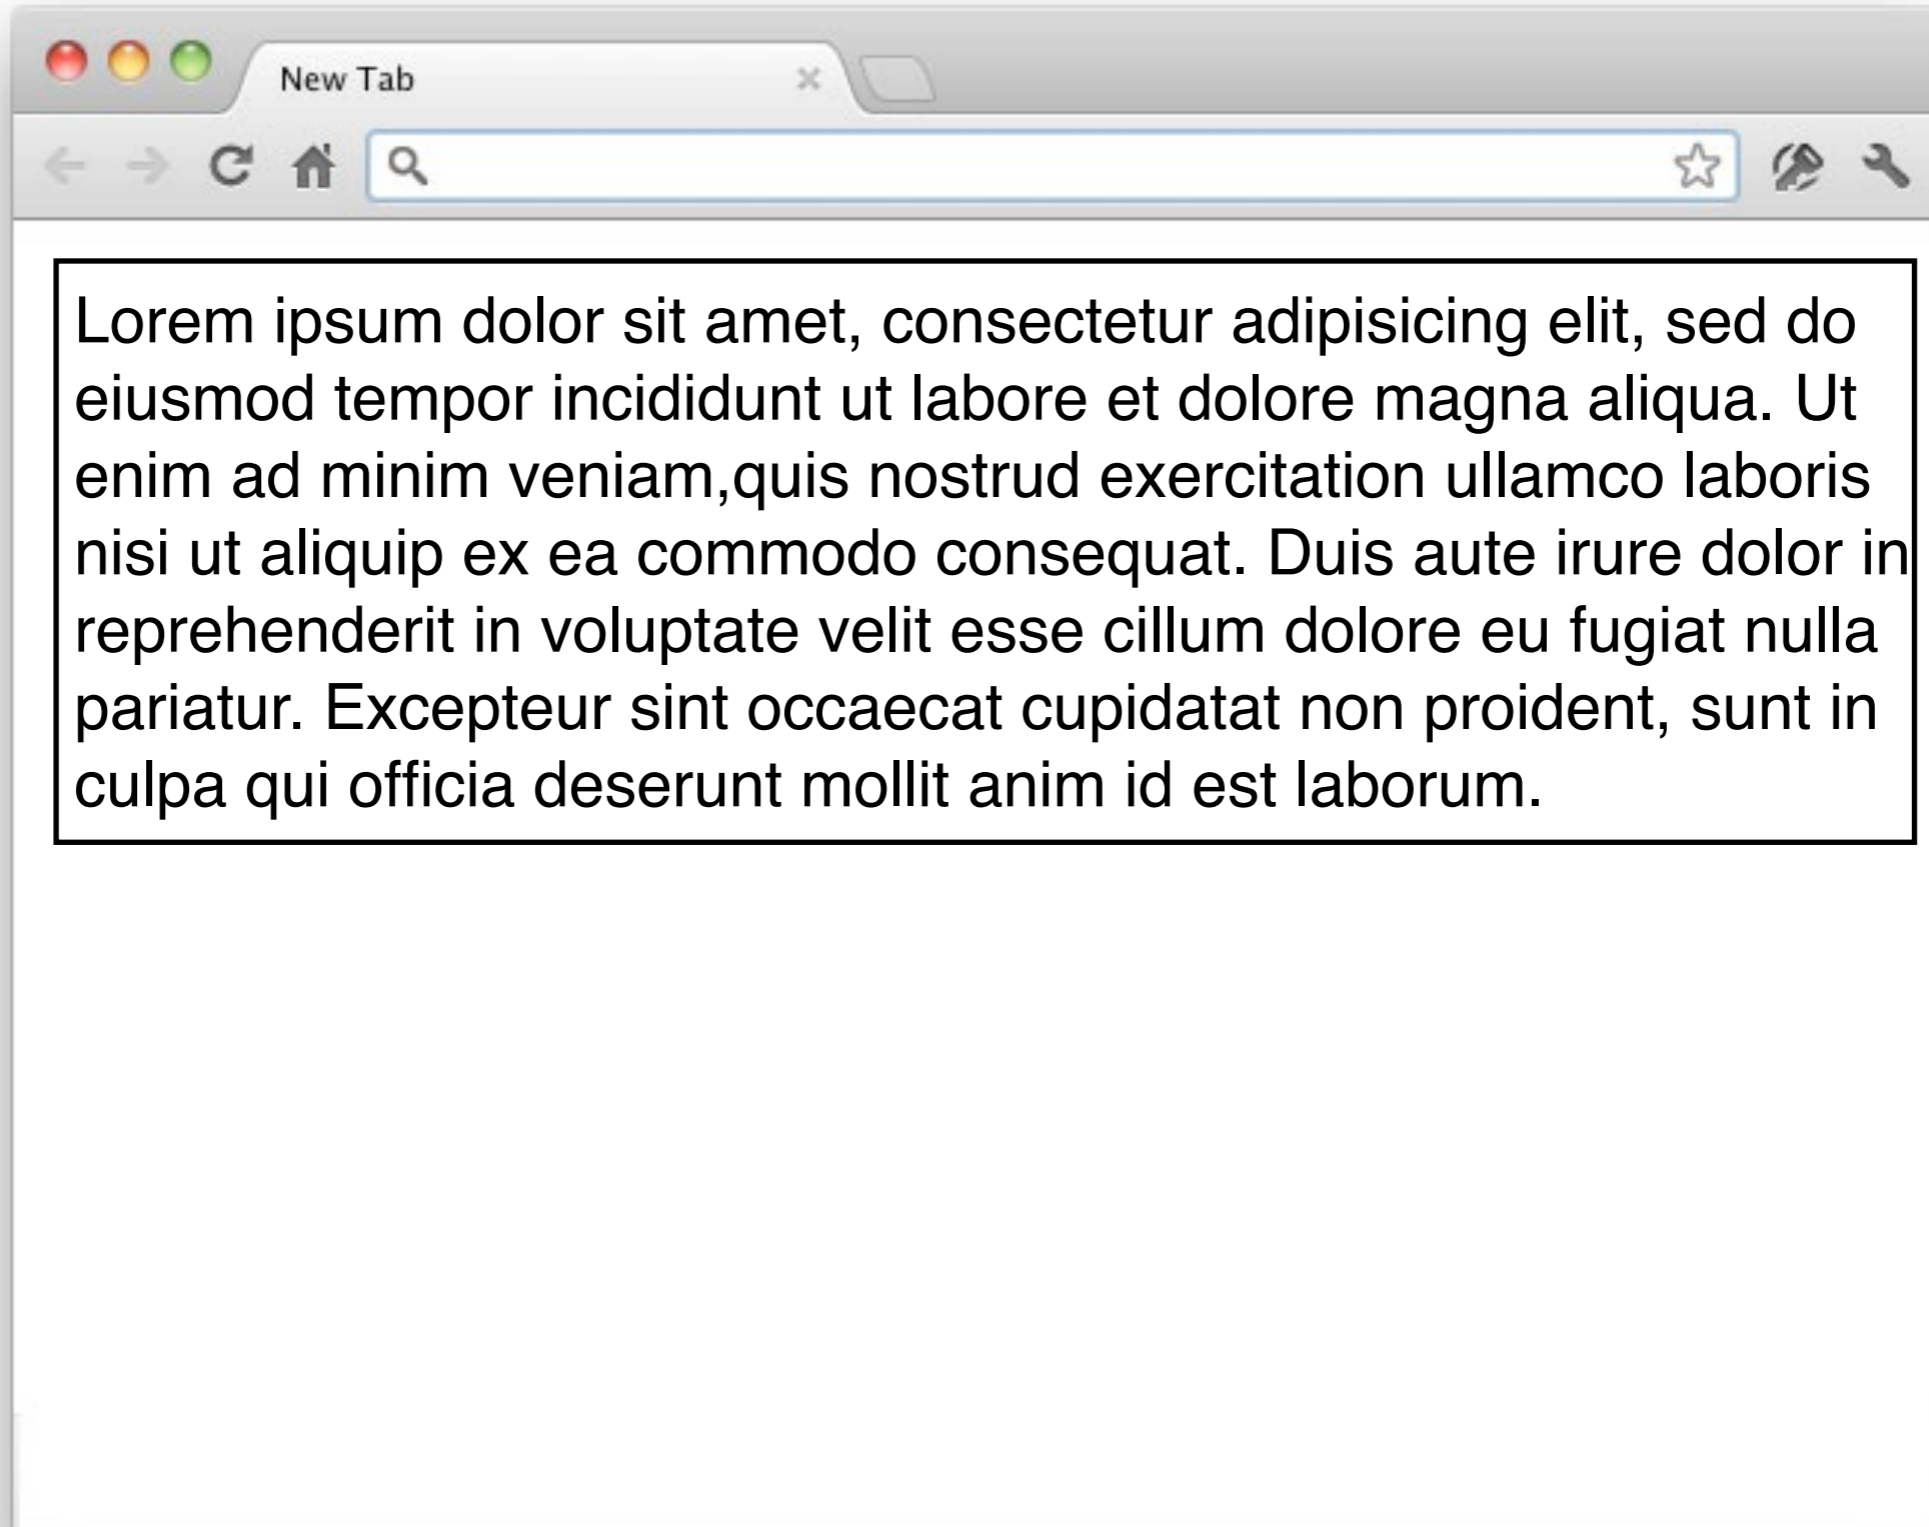 New Tab
Lorem ipsum dolor sit amet, consectetur adipisicing elit, sed do
eiusmod tempor incididunt ut labore et dolore magna aliqua. Ut
enim ad minim veniam,quis nostrud exercitation ullamco laboris
nisi ut aliquip ex ea commodo consequat. Duis aute irure dolor in
reprehenderit in voluptate velit esse cillum dolore eu fugiat nulla
pariatur. Excepteur sint occaecat cupidatat non proident, sunt in
culpa qui officia deserunt mollit anim id est laborum.